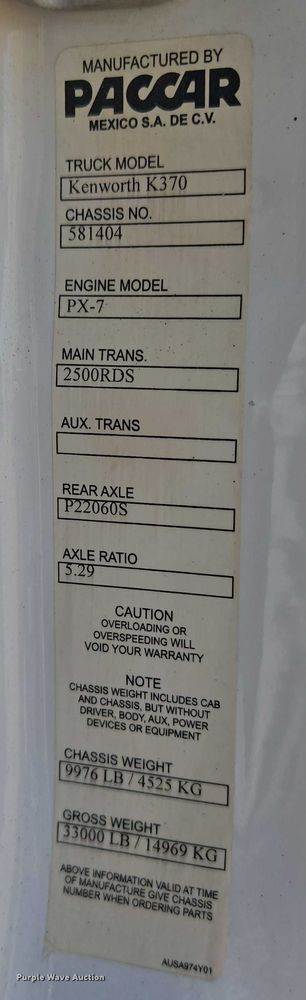 MANUFACTURED BY
PACCAR
MEXICO S.A. DE C.V.
TRUCK MODEL
Kenworth K370
CHASSIS NO.
581404
ENGINE MODEL
PX-7
MAIN TRANS.
2500RDS
AUX. TRANS
REAR AXLE
P22060S
AXLE RATIO
5.29
CAUTION
OVERLOADING OR
OVERSPEEDING WILL
VOID YOUR WARRANTY
NOTE
CHASSIS WEIGHT INCLUDES CAB
AND CHASSIS, BUT WITHOUT
DRIVER, BODY, AUX, POWER
DEVICES OR EQUIPMENT
CHASSIS WEIGHT
9976 LB / 4525 KG
GROSS WEIGHT
33000 LB / 14969 KG
ABOVE INFORMATION VALID AT TIME
OF MANUFACTURE GIVE CHASSIS
NUMBER WHEN ORDERING PARTS
AUSA974Y01
Purple Wave Auction